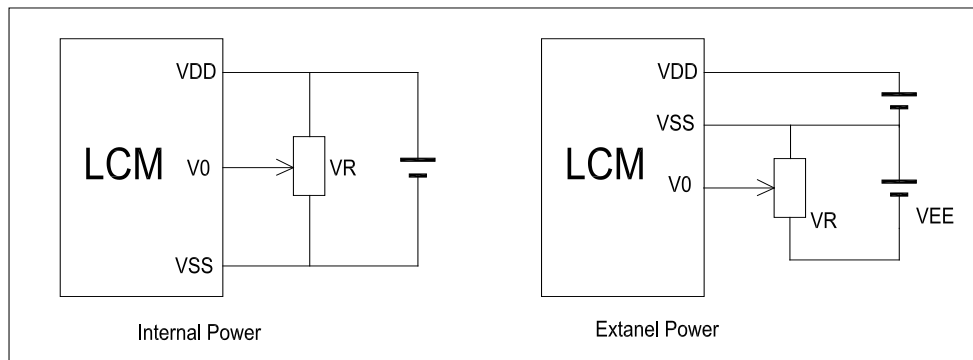 VDD
LCM
V0
VR
VSS
Internal Power
VDD
VSS
LCM
V0
VR
VEE
Extanel Power